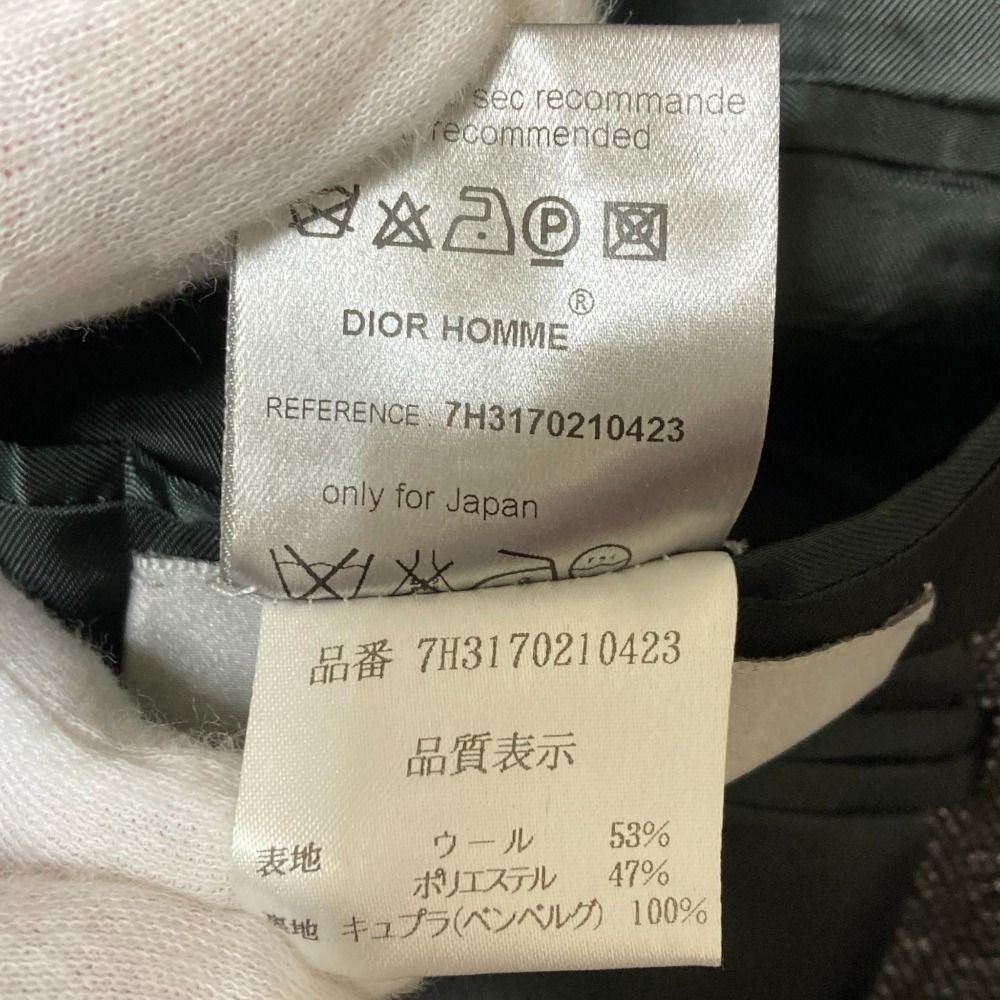 sec recommande
recommended
P
DIOR HOMME®
REFERENCE : 7H3170210423
only for Japan
品番 7H3170210423
品質表示
表地 ウール 53%
ポリエステル 47%
裏地 キュプラ(ベンベルグ) 100%